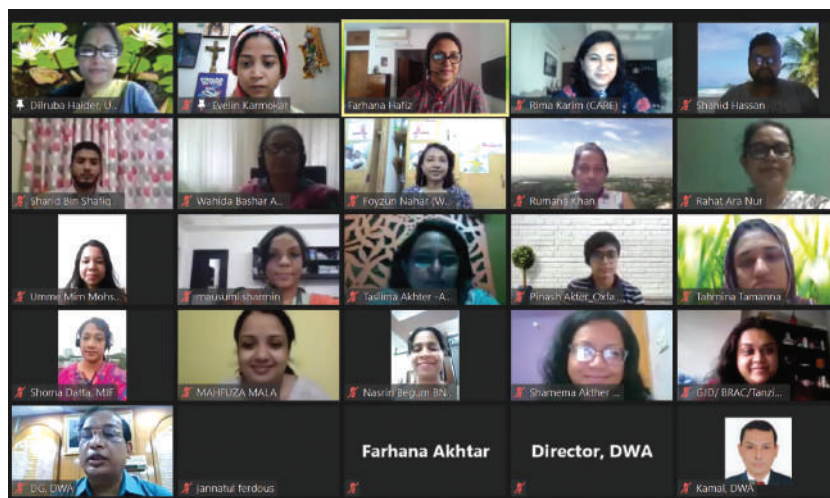 Dilruba Haider, U..
Evelin Karmokar
Farhana Hafiz
Rima Karim (CARE)
Shahid Hassan
Sharid Bin Shafiq..
Wahida Bashar A..
Foyzun Nahar (W..
Rumana Khan
Rahat Ara Nur
Umme Mim Mohs..
mausumi sharmin
Taslima Akhter -A..
Pinash Akter_Oxfa..
Tahmina Tamanna
Shoma Datta, MJF
MAHFUZA MALA
Nasrin Begum BN..
Shamema Akther ...
GJD/ BRAC/Tanzi...
DG, DWA
jannatul ferdous
Farhana Akhtar
Director, DWA
Kamal, DWA